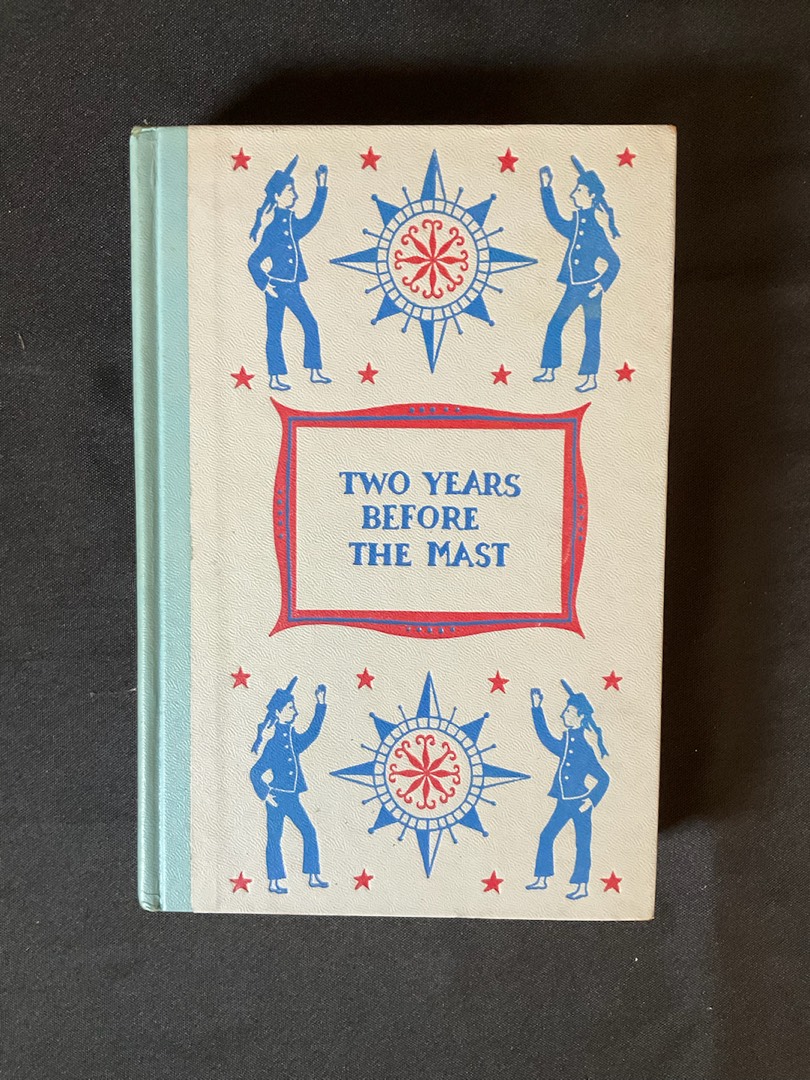 TWO YEARS
BEFORE
THE MAST